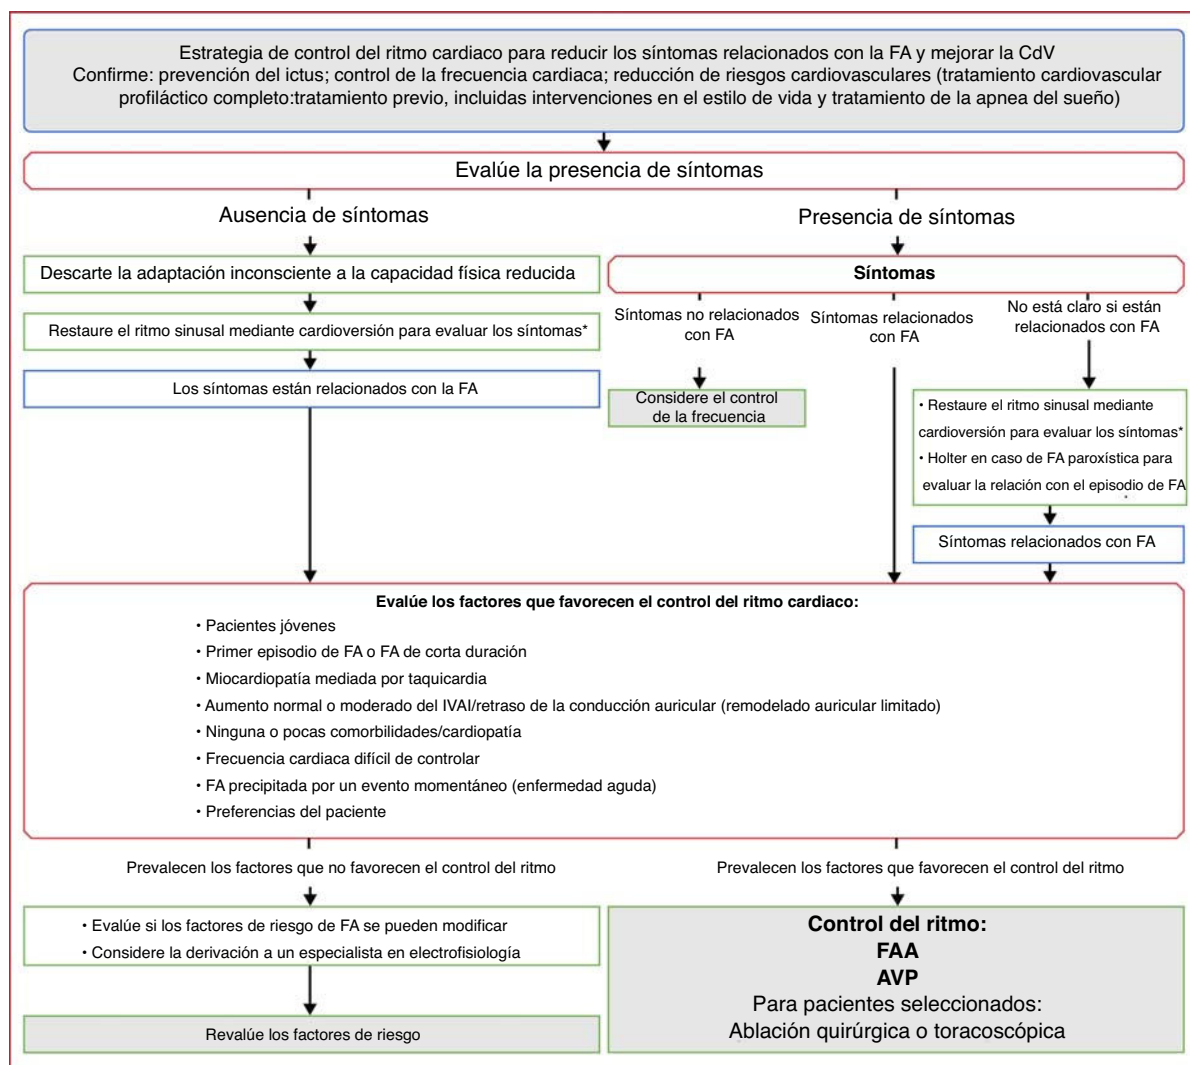 Estrategia de control del ritmo cardiaco para reducir los síntomas relacionados con la FA y mejorar la CdV
Confirme: prevención del ictus; control de la frecuencia cardiaca; reducción de riesgos cardiovasculares (tratamiento cardiovascular
profiláctico completo:tratamiento previo, incluidas intervenciones en el estilo de vida y tratamiento de la apnea del sueño)
Evalúe la presencia de síntomas
Ausencia de síntomas
Presencia de síntomas
Descarte la adaptación inconsciente a la capacidad física reducida
Restaure el ritmo sinusal mediante cardioversión para evaluar los síntomas*
Los síntomas están relacionados con la FA
Síntomas
Síntomas no relacionados
con FA
Síntomas relacionados
con FA
No está claro si están
relacionados con FA
Considere el control
de la frecuencia
• Restaure el ritmo sinusal mediante
cardioversión para evaluar los síntomas*
• Holter en caso de FA paroxística para
evaluar la relación con el episodio de FA
Síntomas relacionados con FA
Evalúe los factores que favorecen el control del ritmo cardiaco:
• Pacientes jóvenes
• Primer episodio de FA o FA de corta duración
• Miocardiopatía mediada por taquicardia
• Aumento normal o moderado del IVAI/retraso de la conducción auricular (remodelado auricular limitado)
• Ninguna o pocas comorbilidades/cardiopatía
• Frecuencia cardiaca difícil de controlar
• FA precipitada por un evento momentáneo (enfermedad aguda)
• Preferencias del paciente
Prevalecen los factores que no favorecen el control del ritmo
Prevalecen los factores que favorecen el control del ritmo
• Evalúe si los factores de riesgo de FA se pueden modificar
• Considere la derivación a un especialista en electrofisiología
Revalúe los factores de riesgo
Control del ritmo:
FAA
AVP
Para pacientes seleccionados:
Ablación quirúrgica o toracoscópica